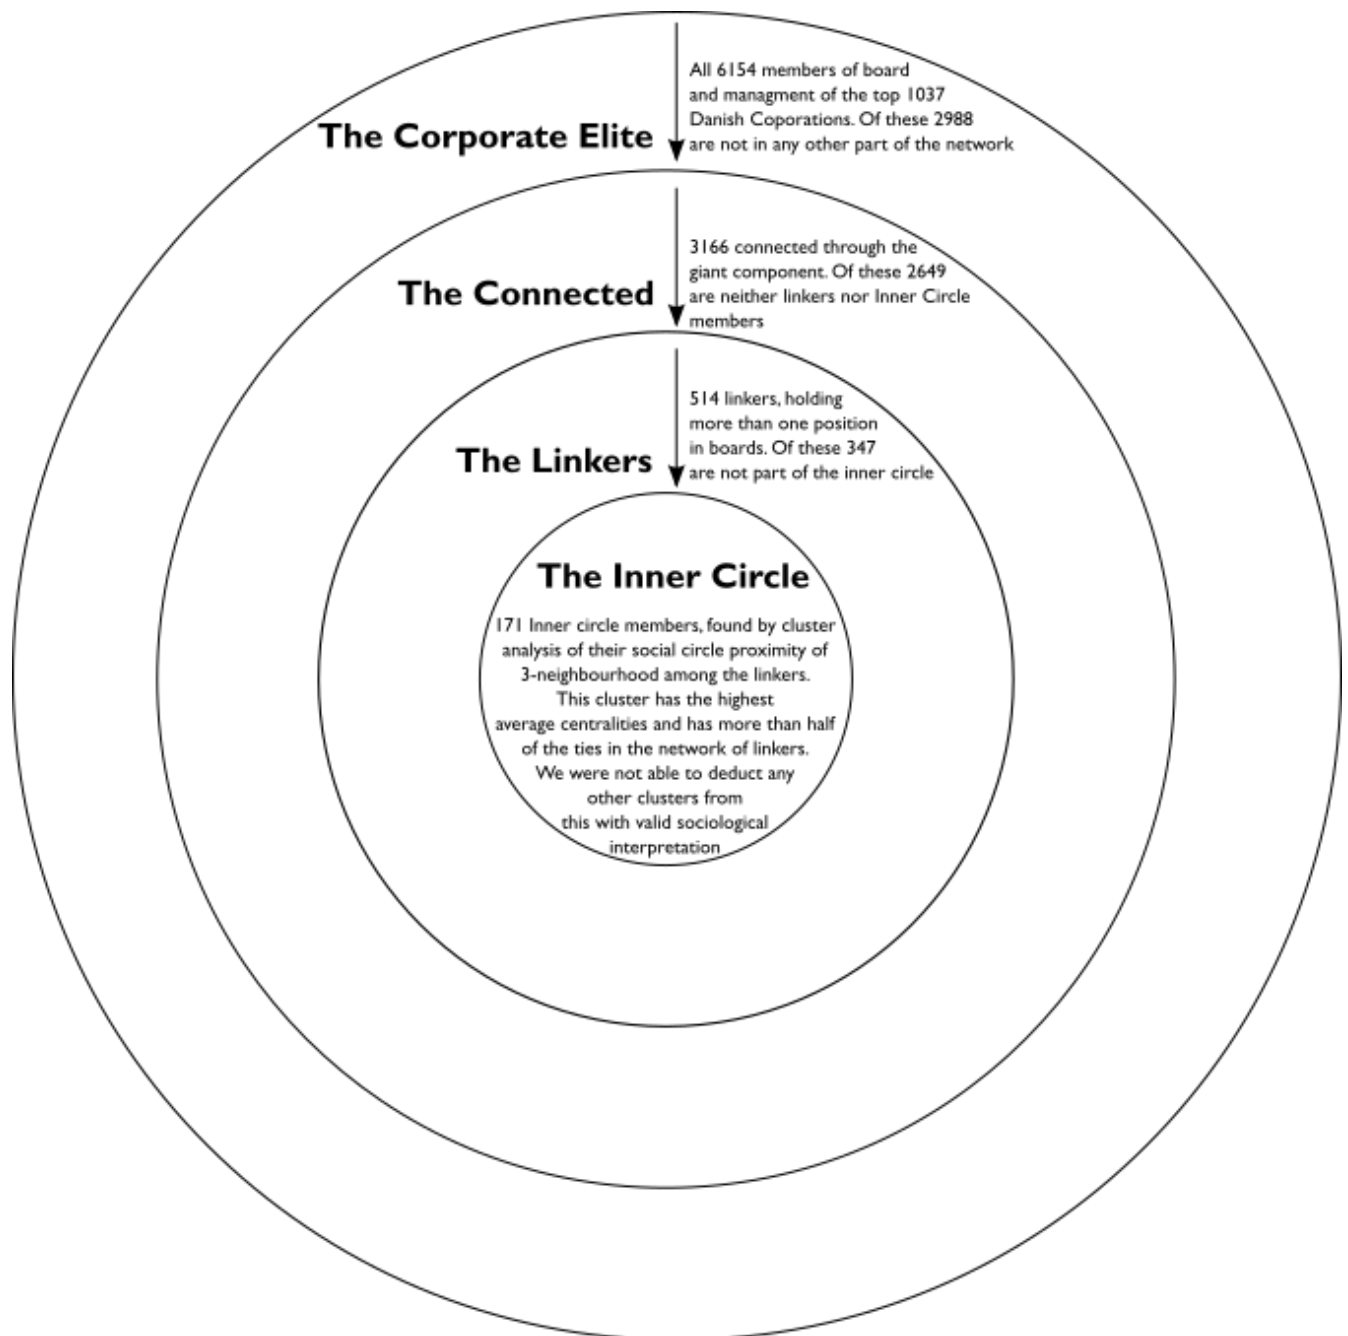 All 6154 members of board
and managment of the top 1037
Danish Coporations. Of these 2988
are not in any other part of the network
The Corporate Elite
3166 connected through the
giant component. Of these 2649
are neither linkers nor Inner Circle
members
The Connected
514 linkers, holding
more than one position
in boards. Of these 347
are not part of the inner circle
The Linkers
The Inner Circle
171 Inner circle members, found by cluster
analysis of their social circle proximity of
3-neighbourhood among the linkers.
This cluster has the highest
average centralities and has more than half
of the ties in the network of linkers.
We were not able to deduct any
other clusters from
this with valid sociological
interpretation